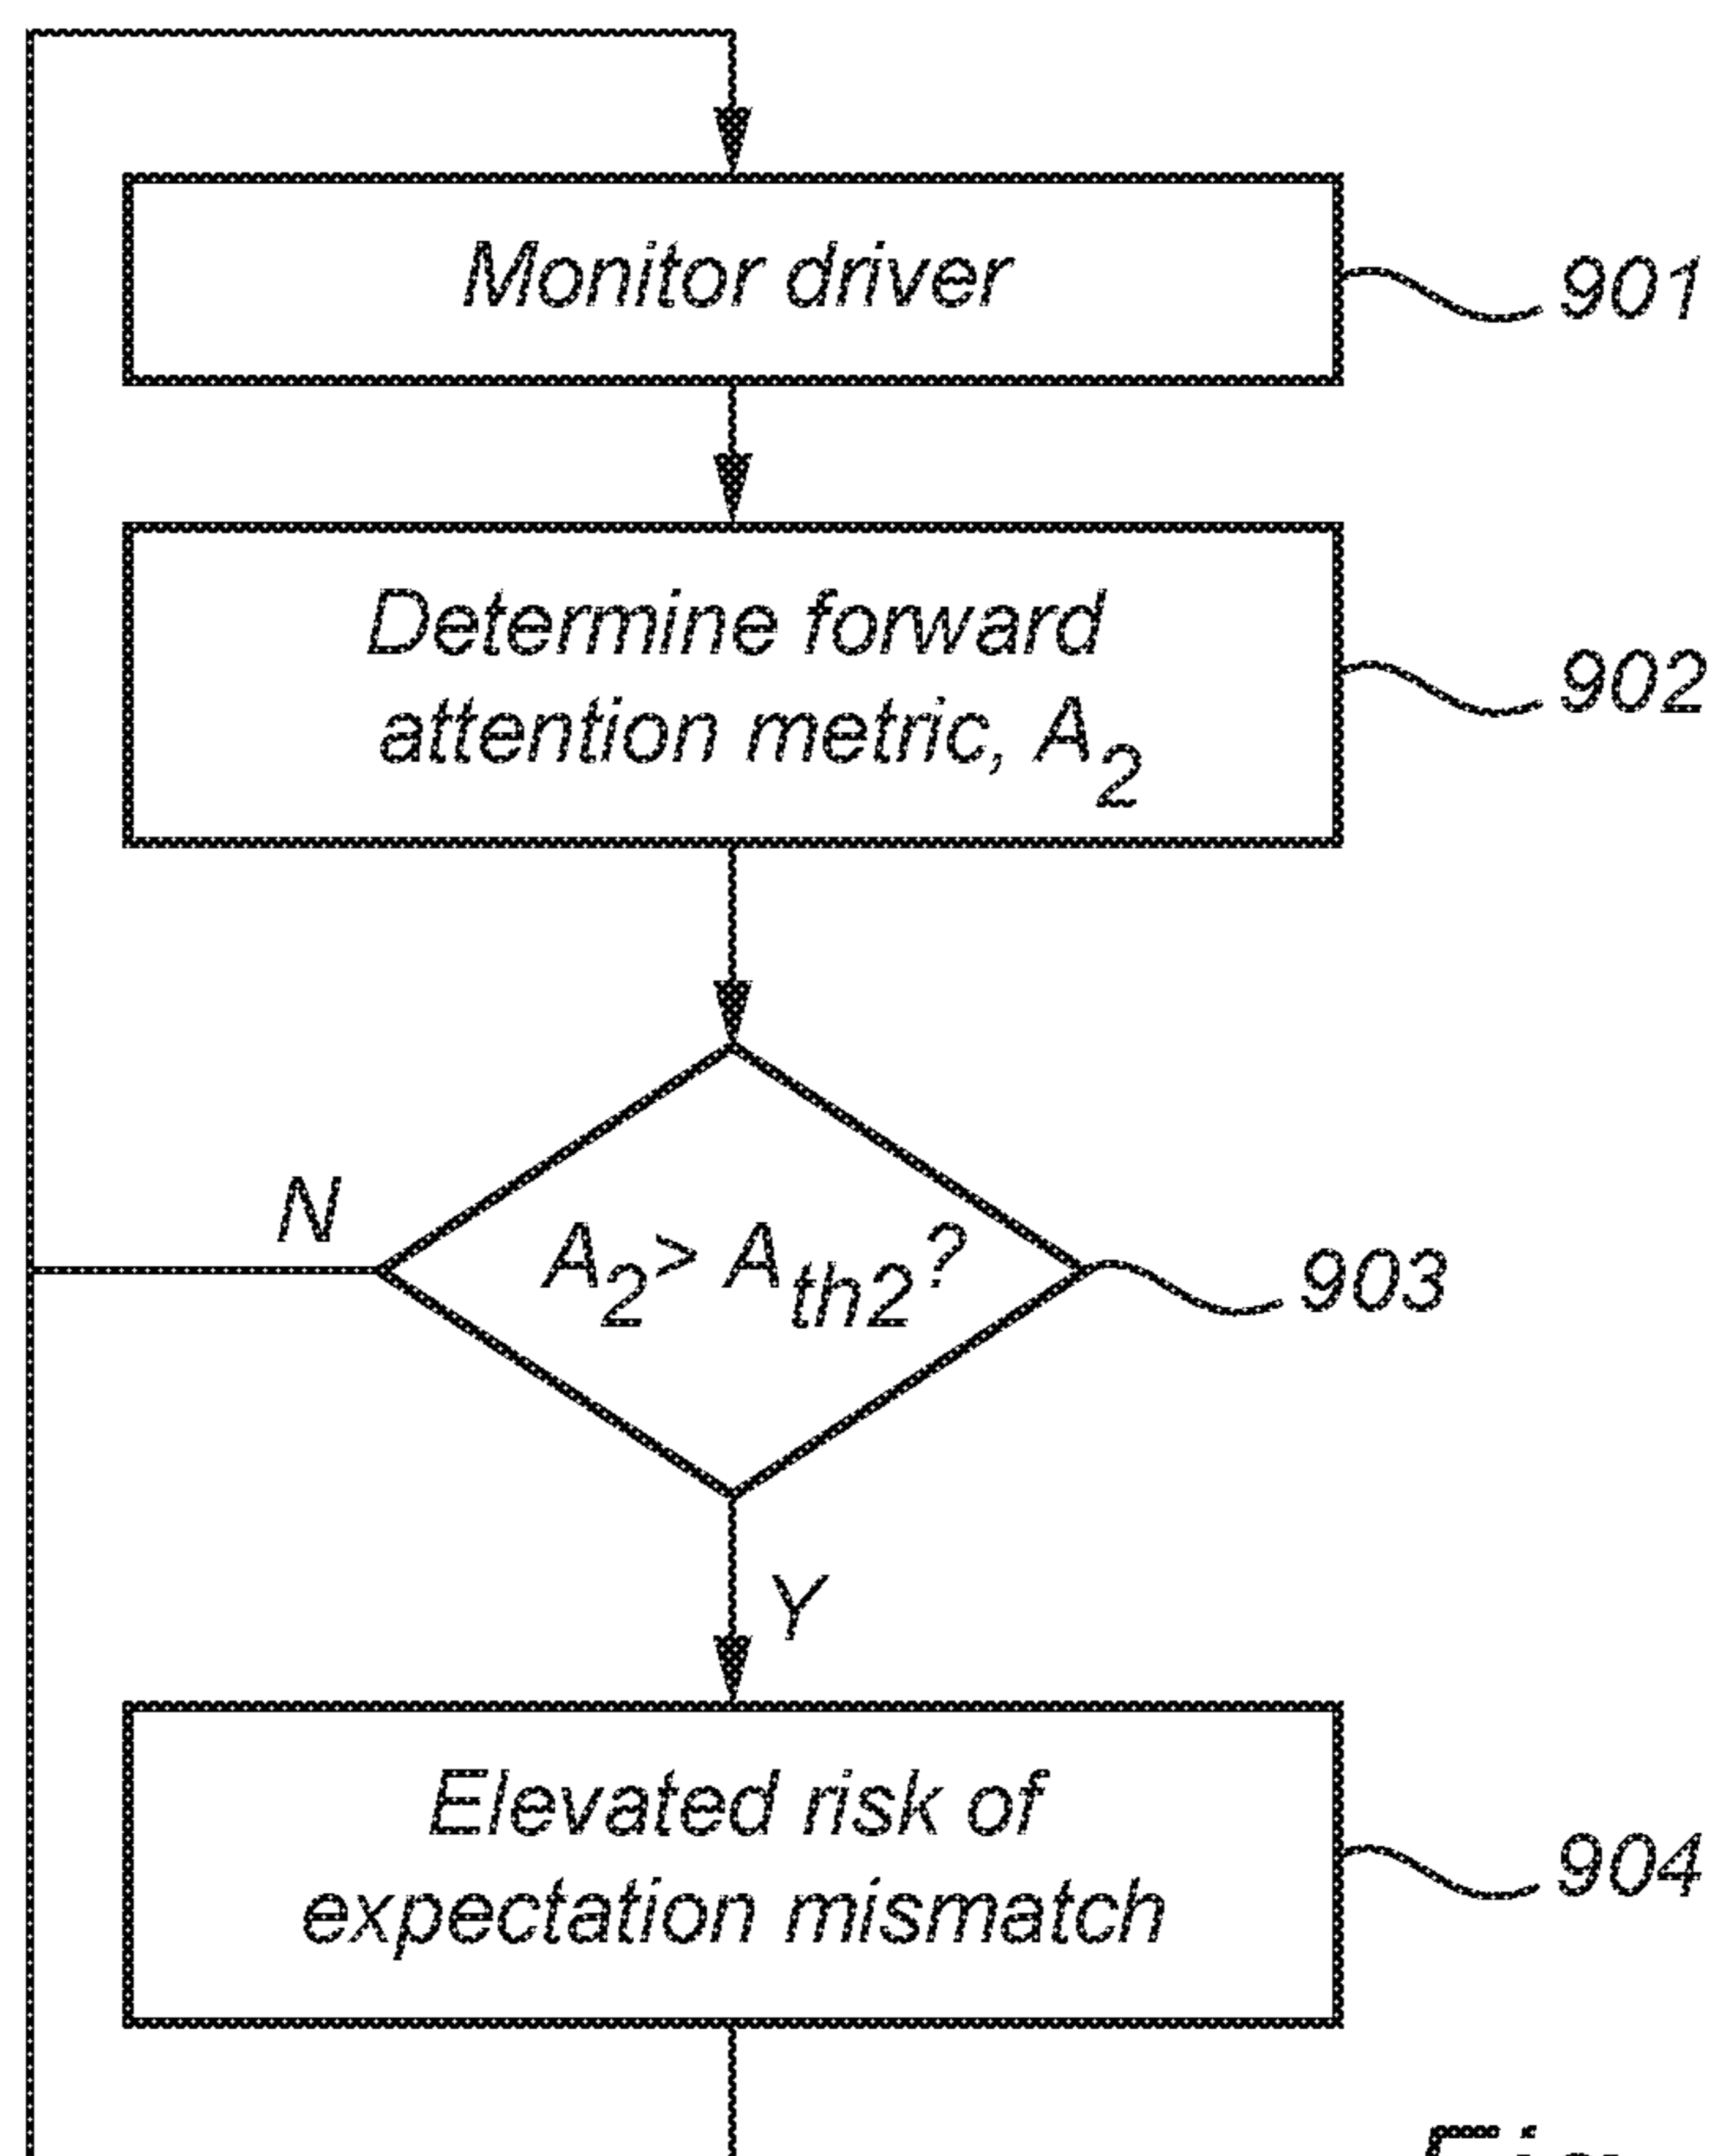 Monitor driver
901
Determine forward
attention metric, A2
902
N
A2> Ath2?
903
Y
Elevated risk of
expectation mismatch
904